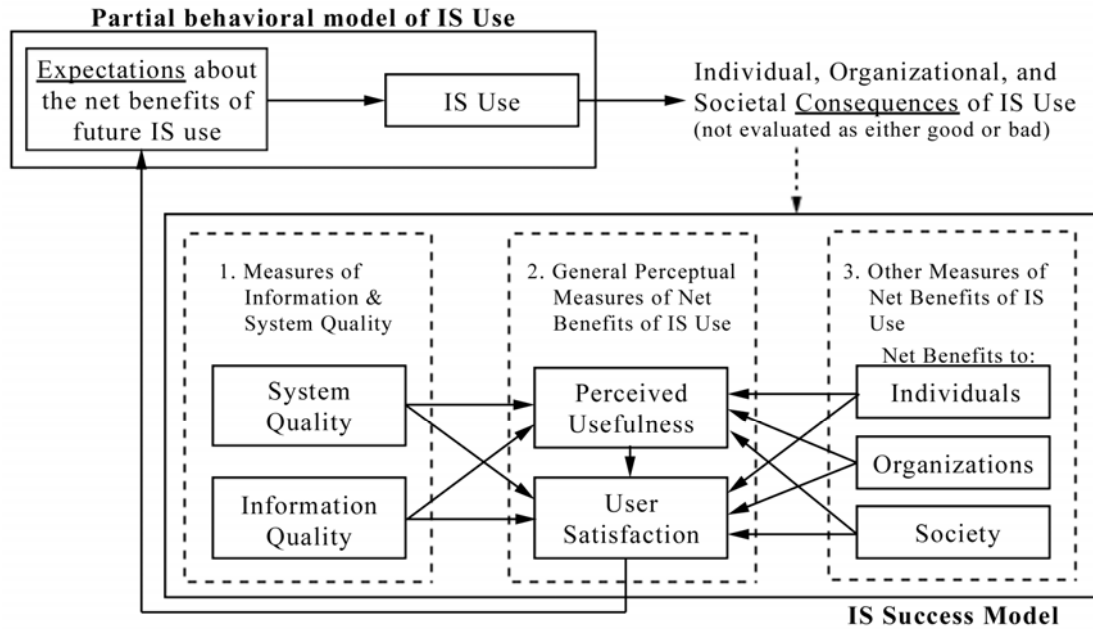 Partial behavioral model of IS Use
Expectations about
the net benefits of
future IS use
IS Use
Individual, Organizational, and
Societal Consequences of IS Use
(not evaluated as either good or bad)
1. Measures of
Information &
System Quality
2. General Perceptual
Measures of Net
Benefits of IS Use
3. Other Measures of
Net Benefits of IS
Use
Net Benefits to:
System
Quality
Information
Quality
Perceived
Usefulness
User
Satisfaction
Individuals
Organizations
Society
IS Success Model